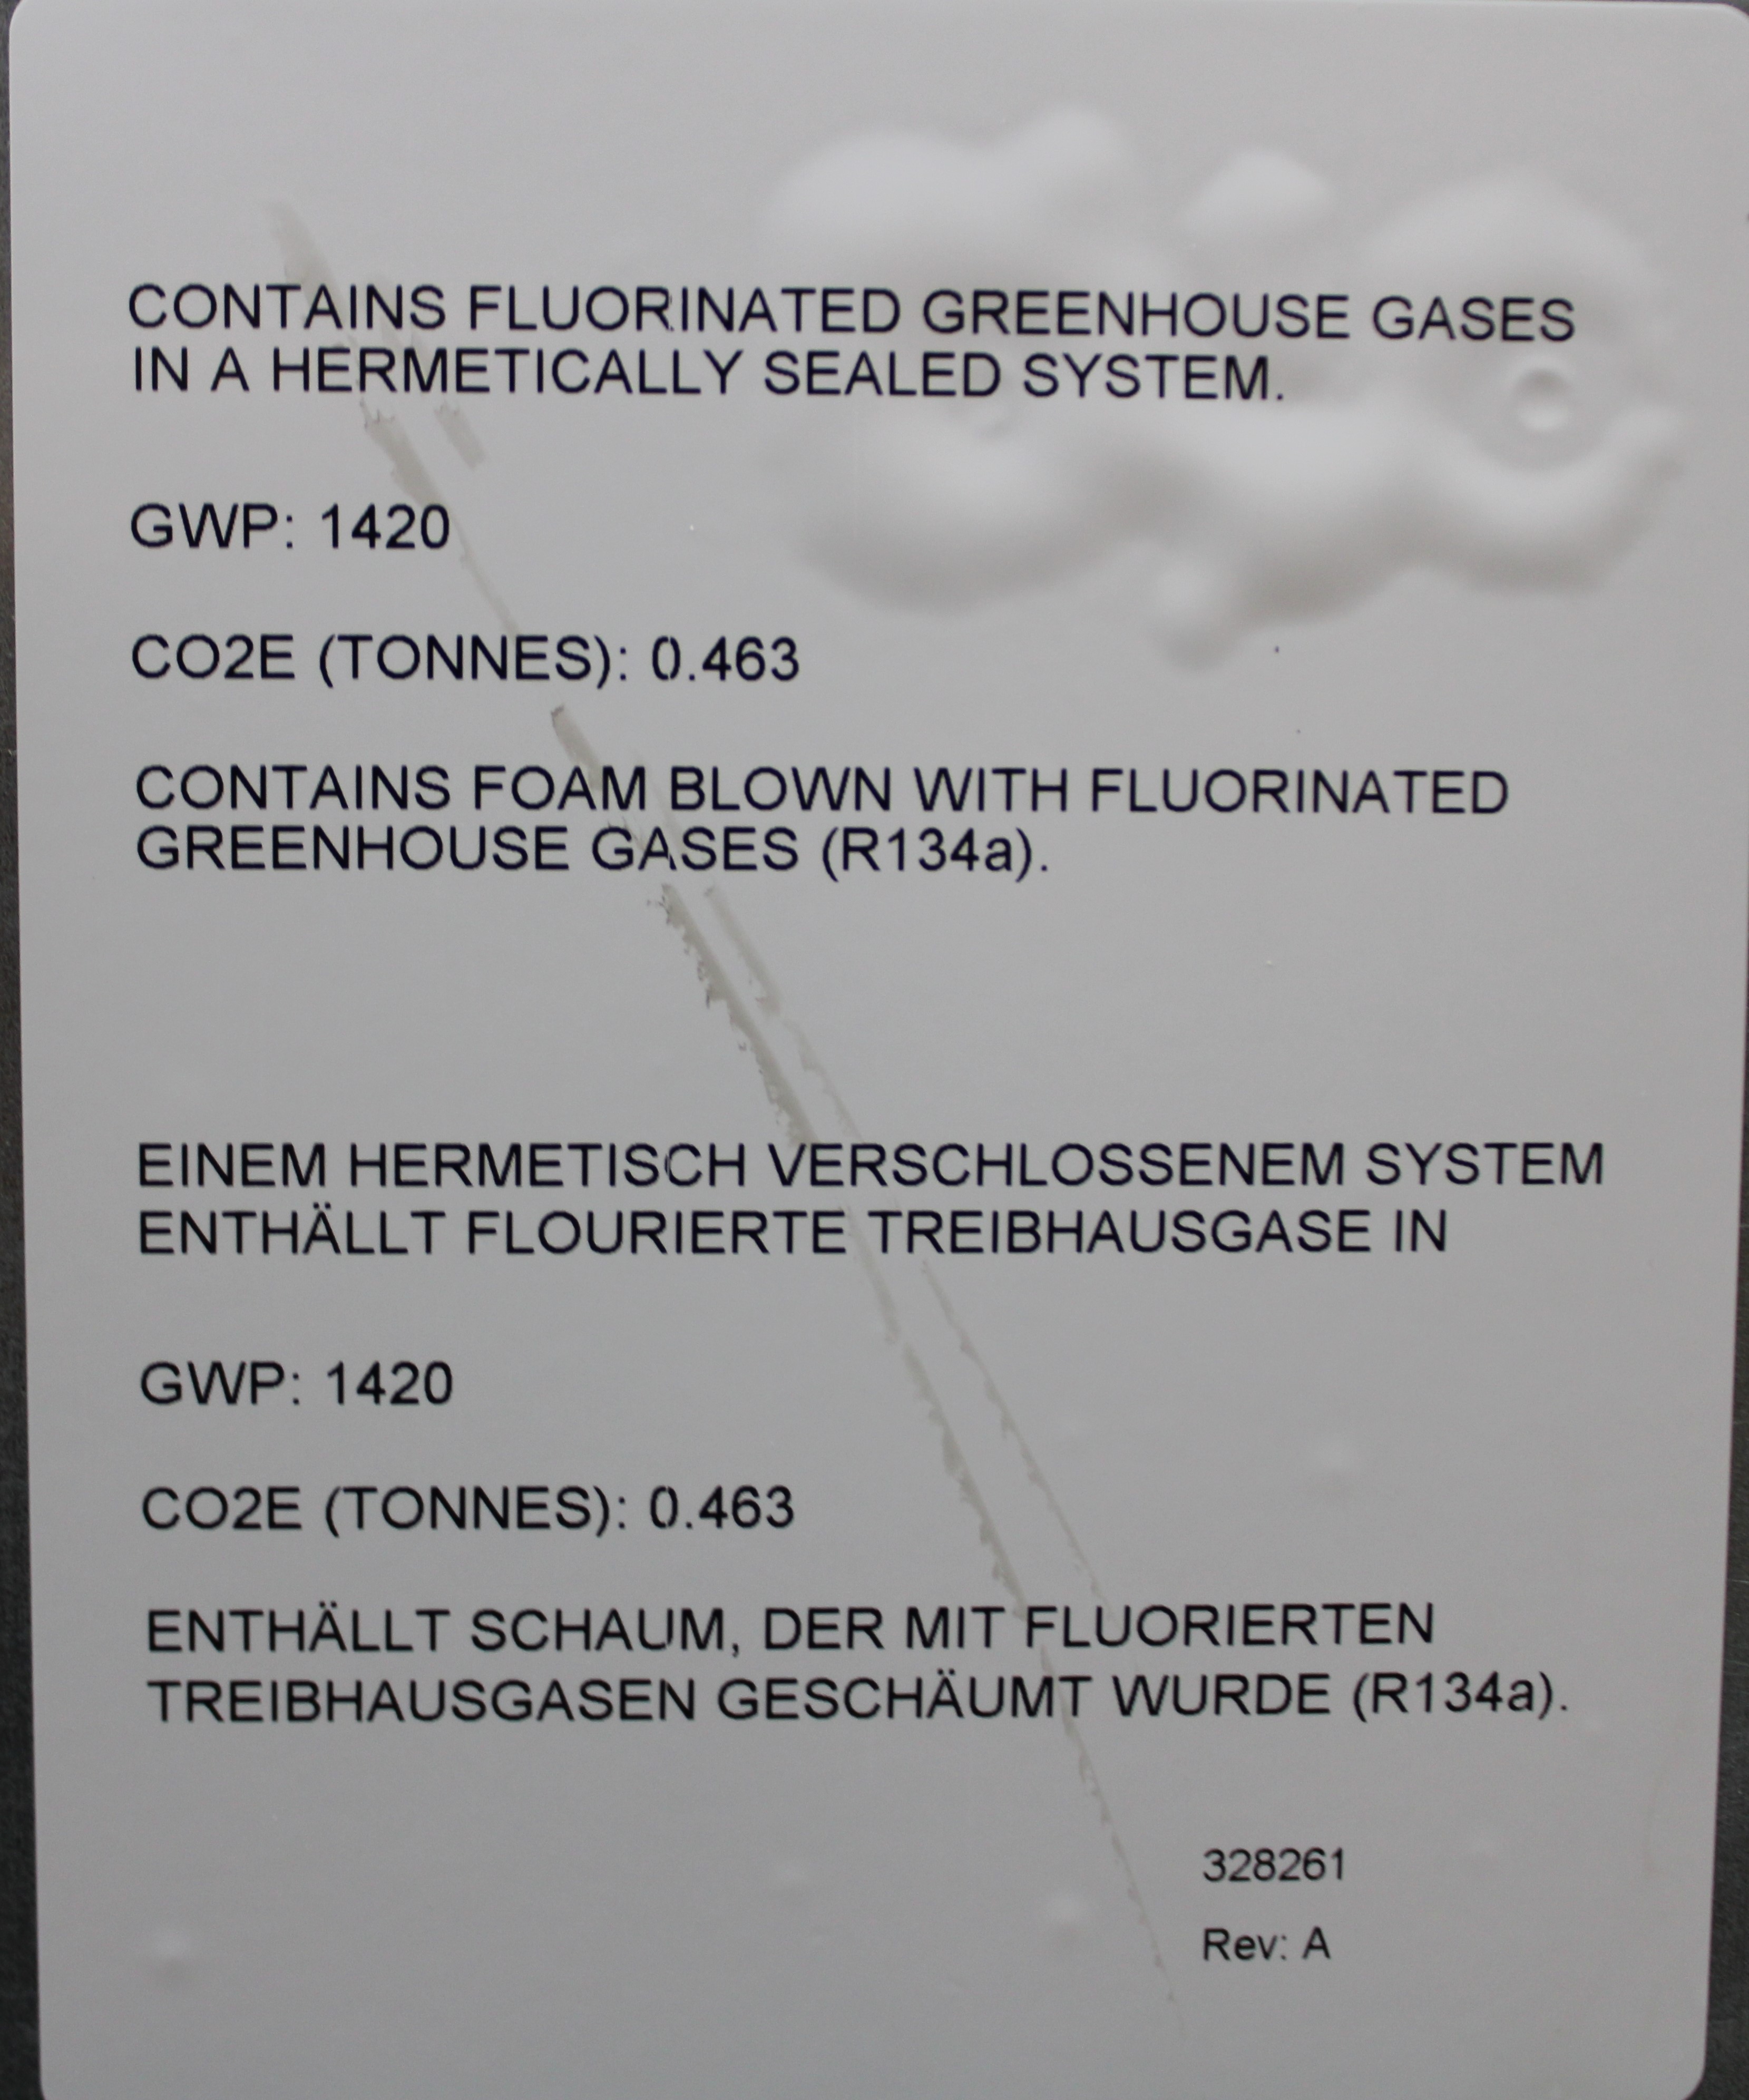 CONTAINS FLUORINATED GREENHOUSE GASES
IN A HERMETICALLY SEALED SYSTEM.
GWP: 1420
CO2E (TONNES): 0.463
CONTAINS FOAM BLOWN WITH FLUORINATED
GREENHOUSE GASES (R134a).
EINEM HERMETISCH VERSCHLOSSENEM SYSTEM
ENTHÄLLT FLOURIERTE TREIBHAUSGASE IN
GWP: 1420
CO2E (TONNES): 0.463
ENTHÄLLT SCHAUM, DER MIT FLUORIERTEN
TREIBHAUSGASEN GESCHÄUMT WURDE (R134a).
328261
Rev: A